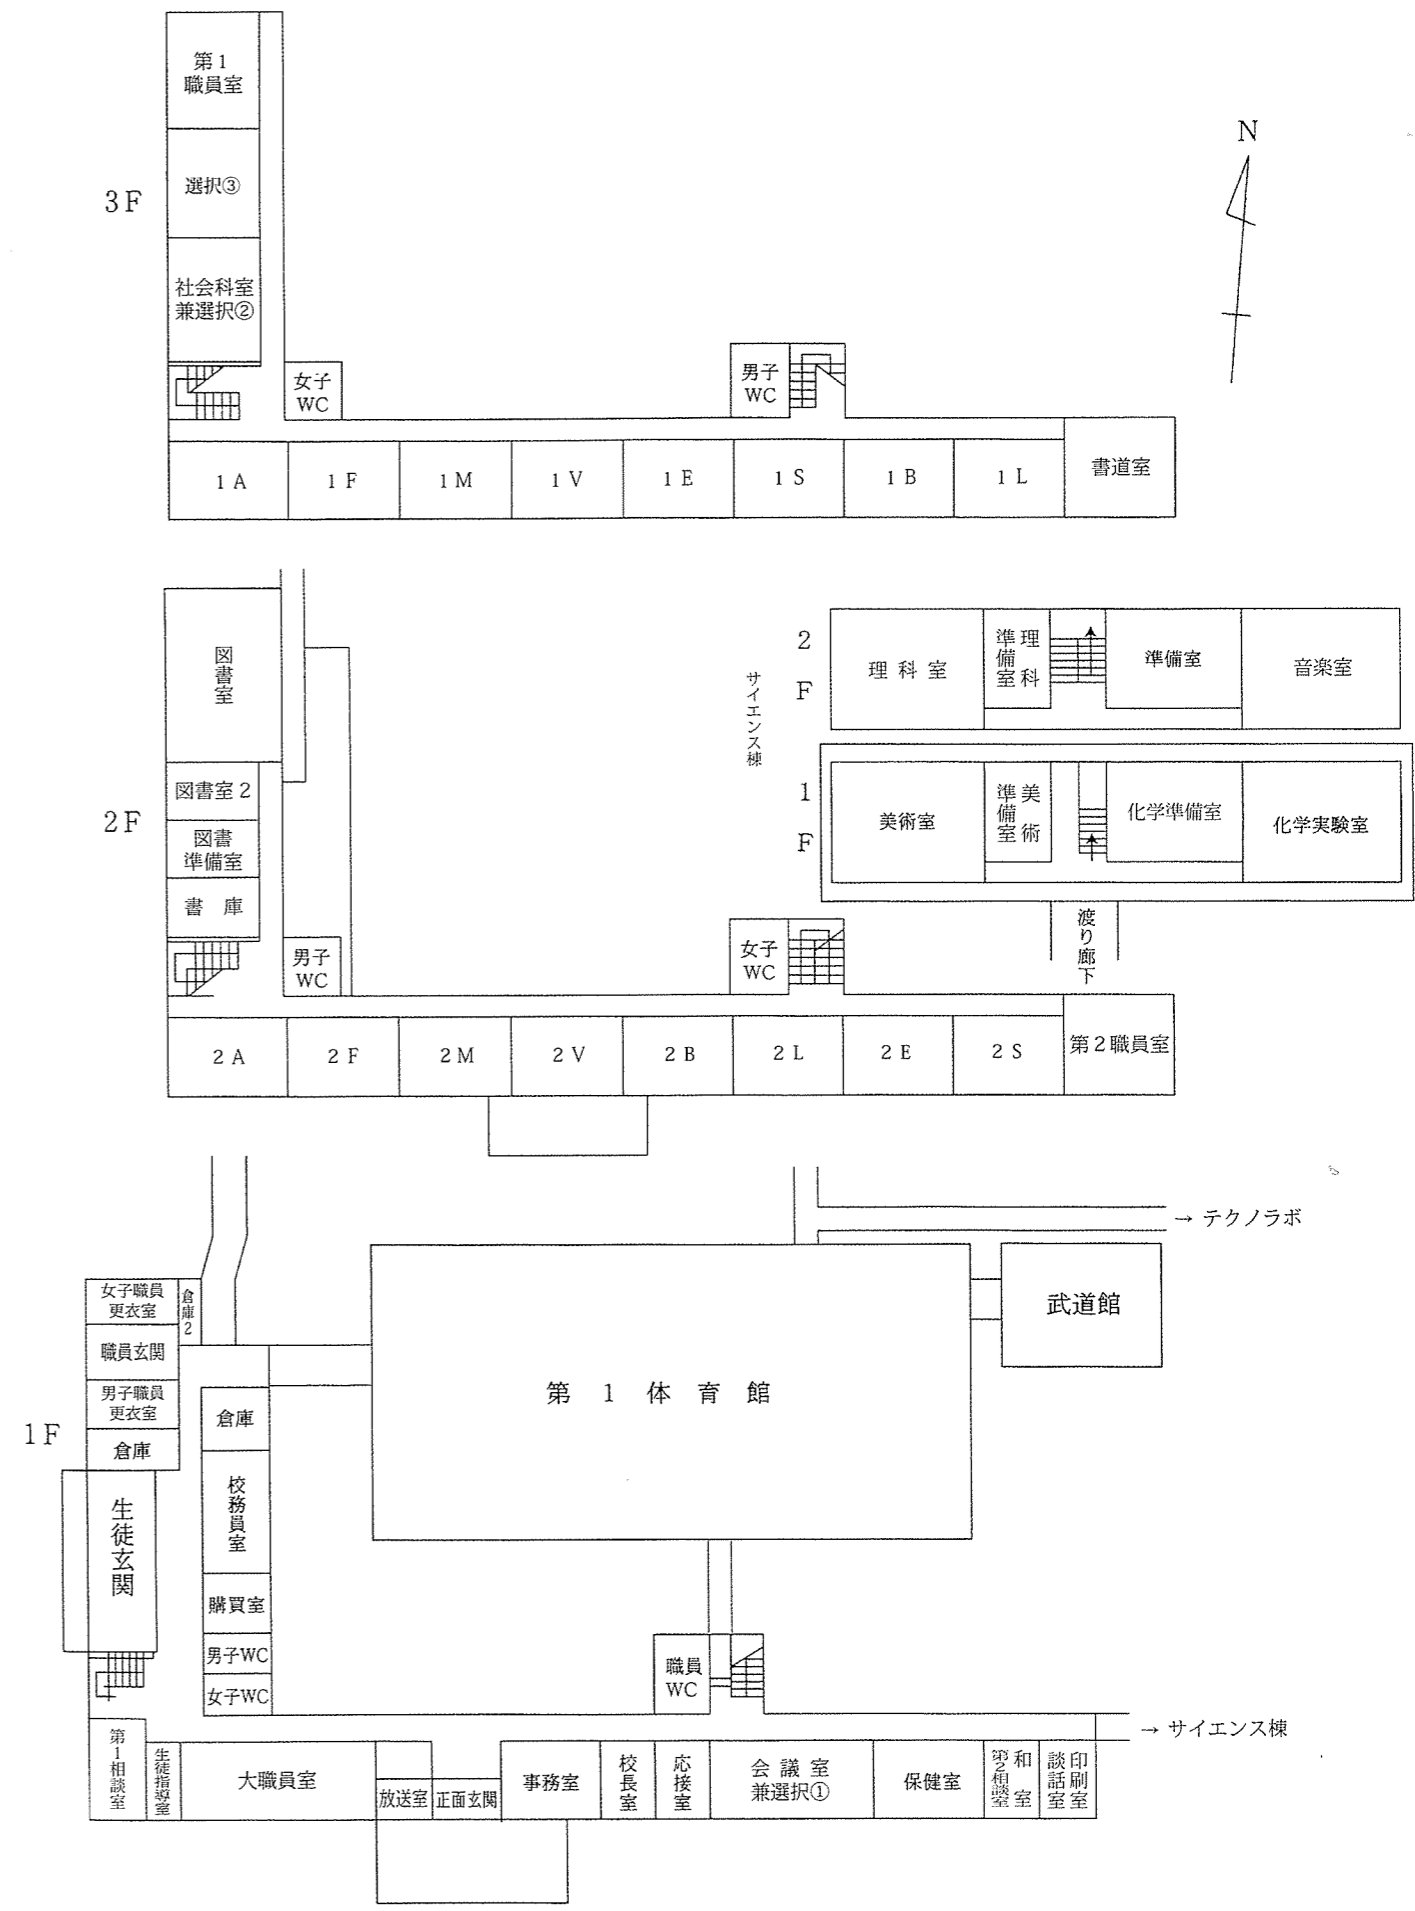 第1
職員室
選択③
社会科室
兼選択②
3F
N
女子
WC
男子
WC
1A
1F
1M
1V
1E
1S
1B
1L
書道室
図書室
図書室2
図書
準備室
書 庫
2F
男子
WC
女子
WC
2A
2F
2M
2V
2B
2L
2E
2S
第2職員室
サイエンス棟
2F
理科室
理科
準備室
準備室
音楽室
1F
美術室
美術
準備室
化学準備室
化学実験室
渡り廊下
→ テクノラボ
女子職員
更衣室
倉庫2
職員玄関
男子職員
更衣室
倉庫
1F
生徒玄関
倉庫
校務員室
購買室
男子WC
女子WC
第1体育館
武道館
職員
WC
→ サイエンス棟
第1相談室
生徒指導室
大職員室
放送室
正面玄関
事務室
校長室
応接室
会議室
兼選択①
保健室
和室
第2相談室
印刷室
談話室